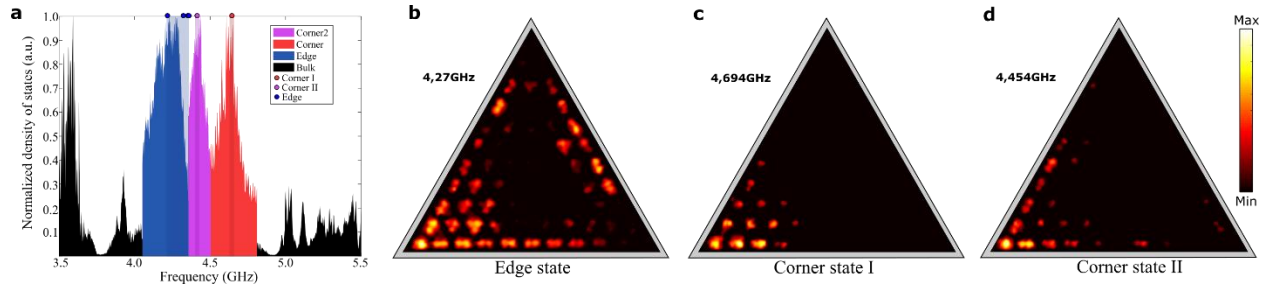 a
Normalized density of states (a.u.)
1.0
0.9
0.8
0.7
0.6
0.5
0.4
0.3
0.2
0.1
3.5
4.0
4.5
5.0
5.5
Frequency (GHz)
Corner2
Corner
Edge
Bulk
Corner I
Corner II
Edge
b
4,27GHz
Edge state
c
4,694GHz
Corner state I
d
4,454GHz
Corner state II
Max
Min